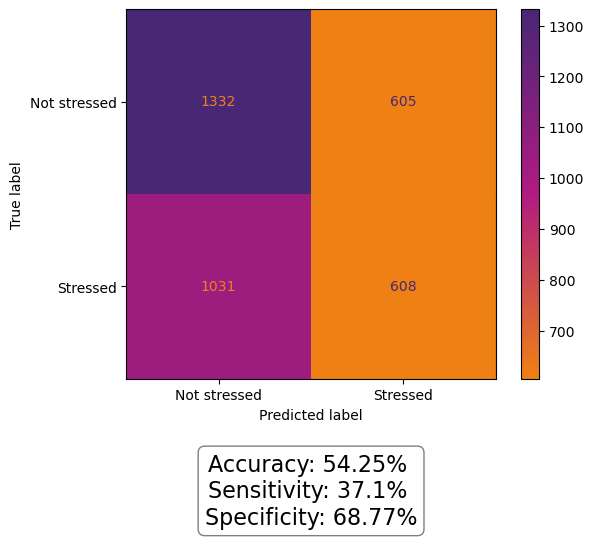 True label
Not stressed
1332
605
Stressed
1031
608
Not stressed
Stressed
Predicted label
1300
1200
1100
1000
900
800
700
Accuracy: 54.25%
Sensitivity: 37.1%
Specificity: 68.77%